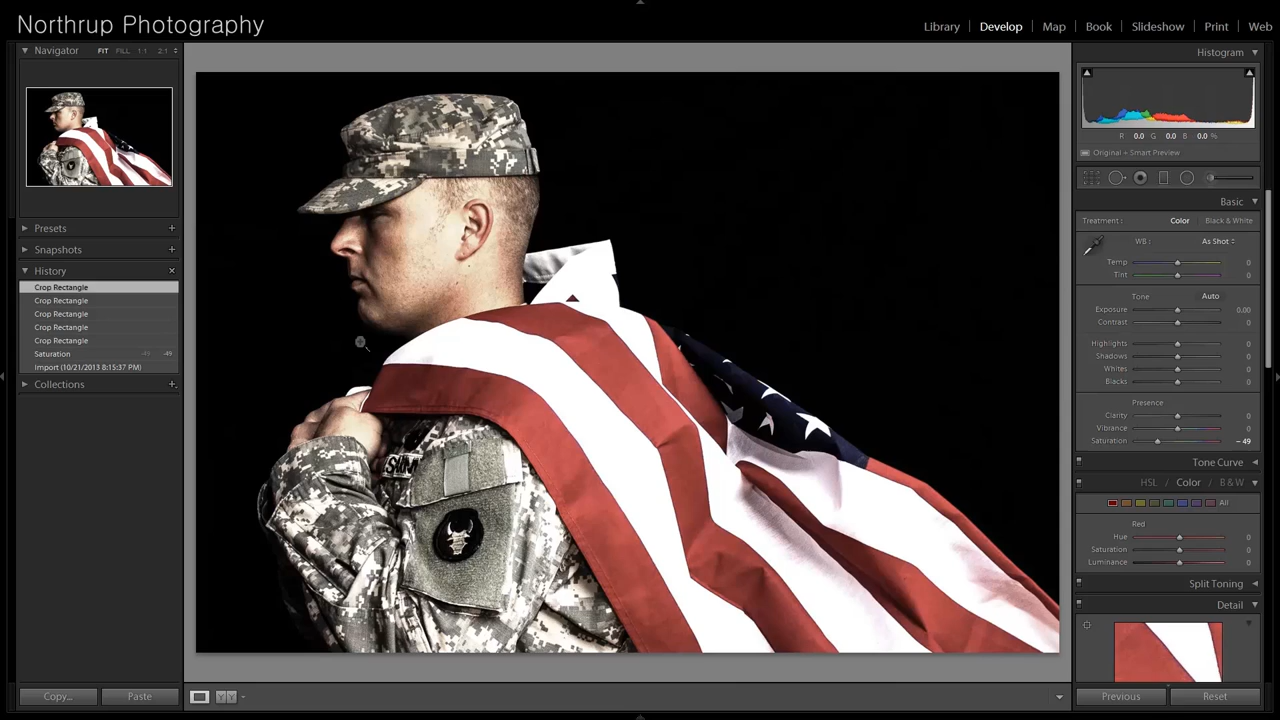 Northrup Photography
Library | Develop | Map | Book | Slideshow | Print | Web
Navigator FIT FILL 1:1 2:1
Histogram
R 0.0 G 0.0 B 0.0 %
Original + Smart Preview
Presets
Snapshots
History
Crop Rectangle
Crop Rectangle
Crop Rectangle
Crop Rectangle
Crop Rectangle
Saturation -49 -49
Import (10/21/2013 8:15:37 PM)
Collections
Basic
Treatment : Color Black & White
WB : As Shot
Temp 0
Tint 0
Tone Auto
Exposure 0.00
Contrast 0
Highlights 0
Shadows 0
Whites 0
Blacks 0
Presence
Clarity 0
Vibrance 0
Saturation - 49
Tone Curve
HSL / Color / B & W
All
Red
Hue 0
Saturation 0
Luminance 0
Split Toning
Detail
Copy... Paste
Y Y
Previous Reset